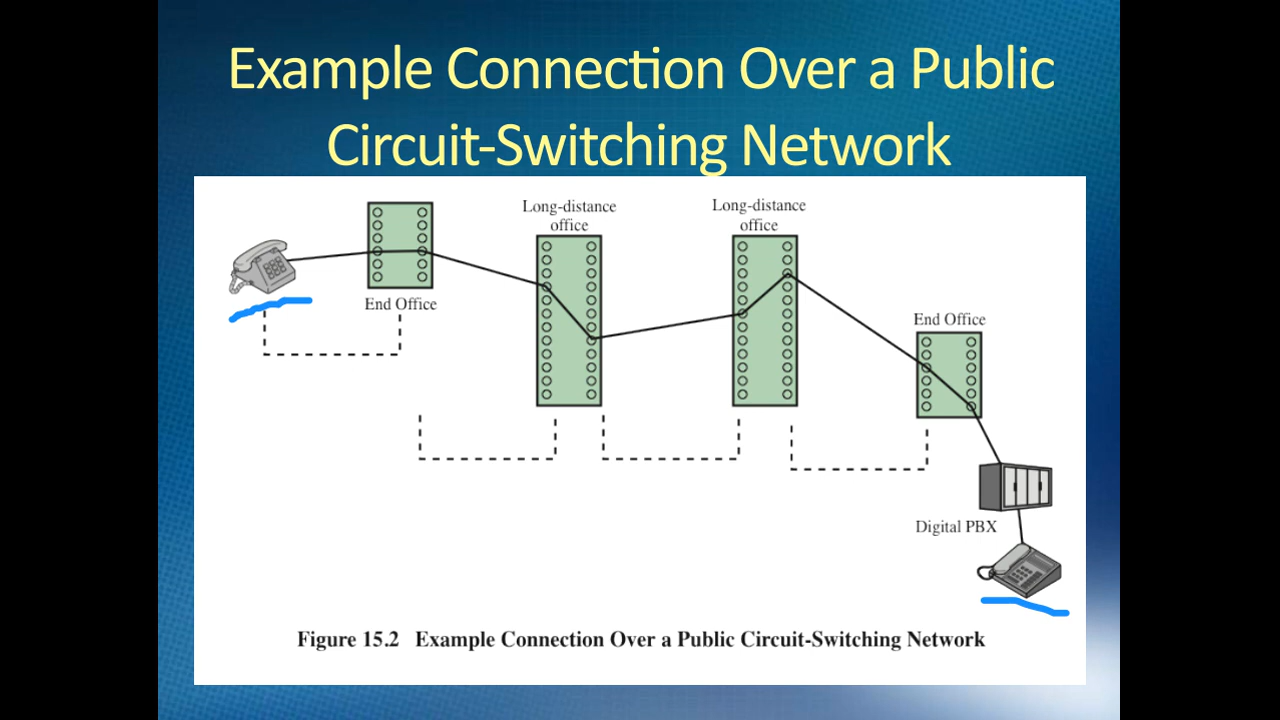 Example Connection Over a Public
Circuit-Switching Network
Long-distance
office
Long-distance
office
End Office
End Office
Digital PBX
Figure 15.2 Example Connection Over a Public Circuit-Switching Network